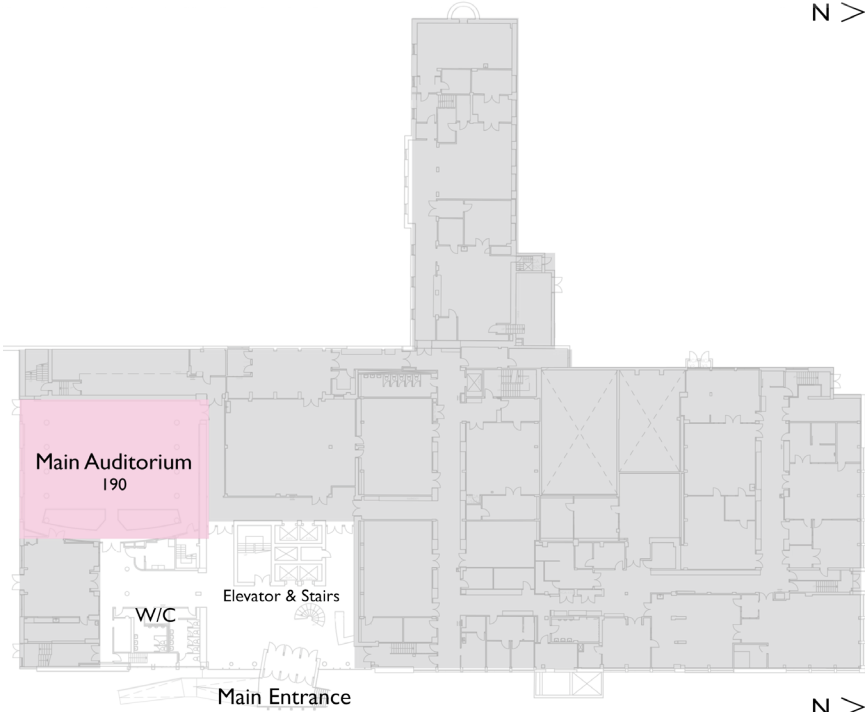 N >
Main Auditorium
190
Elevator & Stairs
W/C
Main Entrance
N >